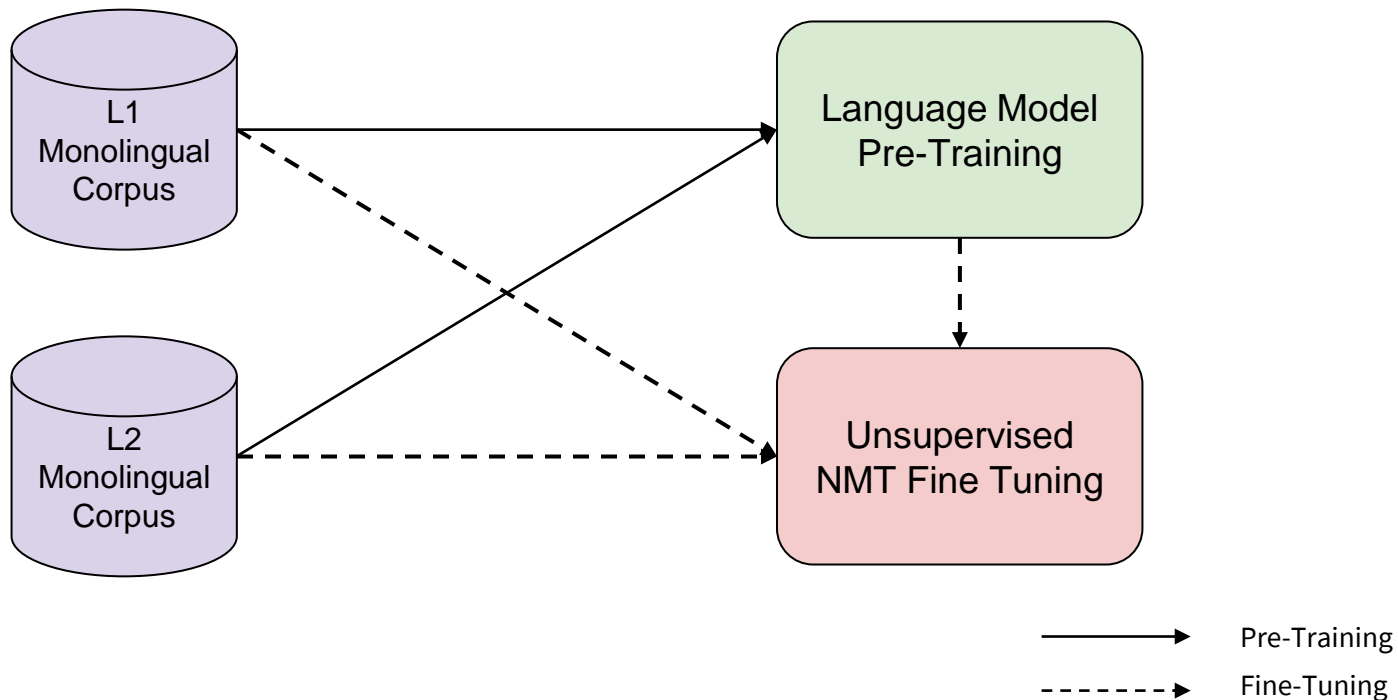 L1
Monolingual
Corpus
Language Model
Pre-Training
L2
Monolingual
Corpus
Unsupervised
NMT Fine Tuning
Pre-Training
Fine-Tuning